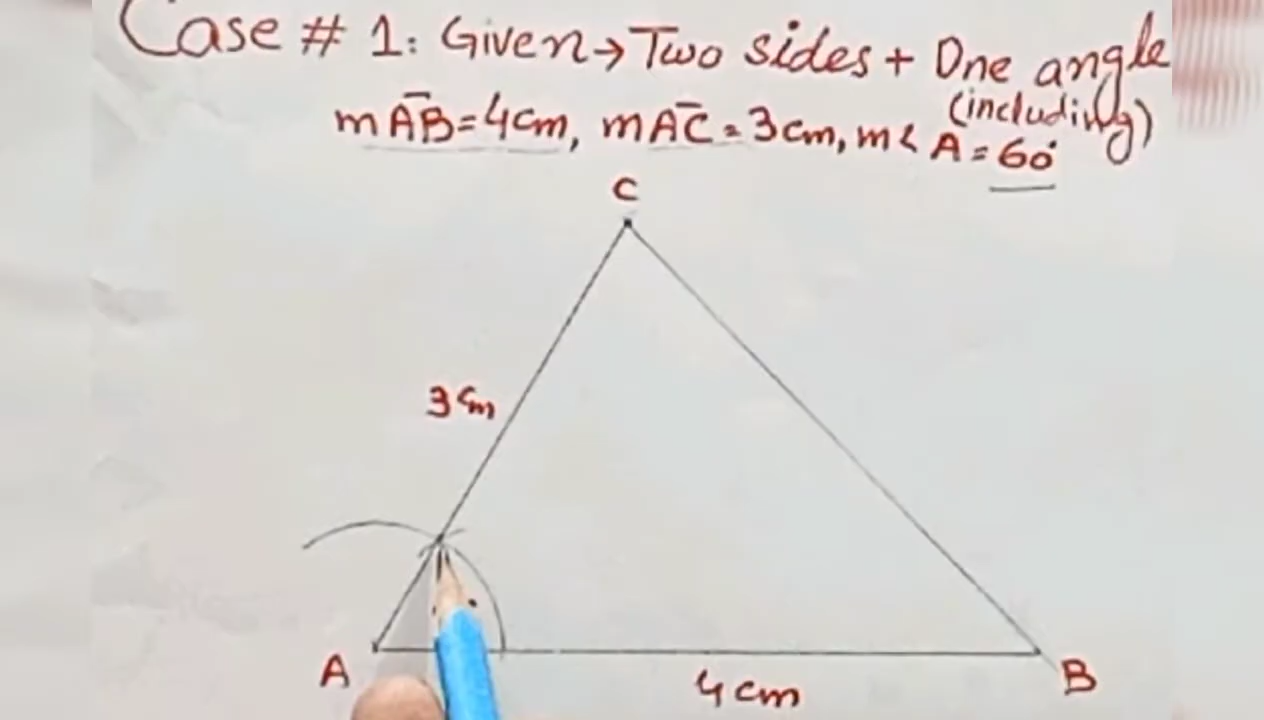 Case # 1: Given→Two sides + One angle
(including)
mAB̅=4cm, mAC̅=3cm, m< A=60°
C
3cm
A
4cm
B